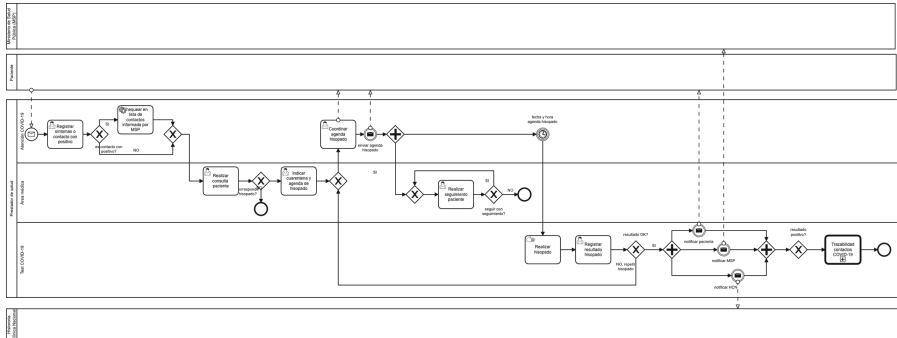 Ministerio de Salud
Pública (MSP)
Paciente
Prestador de salud
Atención COVID-19
Registrar
síntomas o
contacto con
positivo
es contacto con
positivo?
SI
NO
Chequear en
lista de
contactos
informada por
MSP
Coordinar
agenda
hisopado
enviar agenda
hisopado
fecha y hora
agenda hisopado
Área médica
Realizar
consulta
paciente
corresponde
hisopado?
Indicar
cuarentena y
agenda de
hisopado
SI
Realizar
seguimiento
paciente
SI
NO
seguir con
seguimiento?
Test COVID-19
Realizar
hisopado
Registrar
resultado
hisopado
resultado OK?
SI
NO, repetir
hisopado
notificar paciente
notificar MSP
notificar HCN
resultado
positivo?
Trazabilidad
contactos
COVID-19
Historia
Clínica Nacional